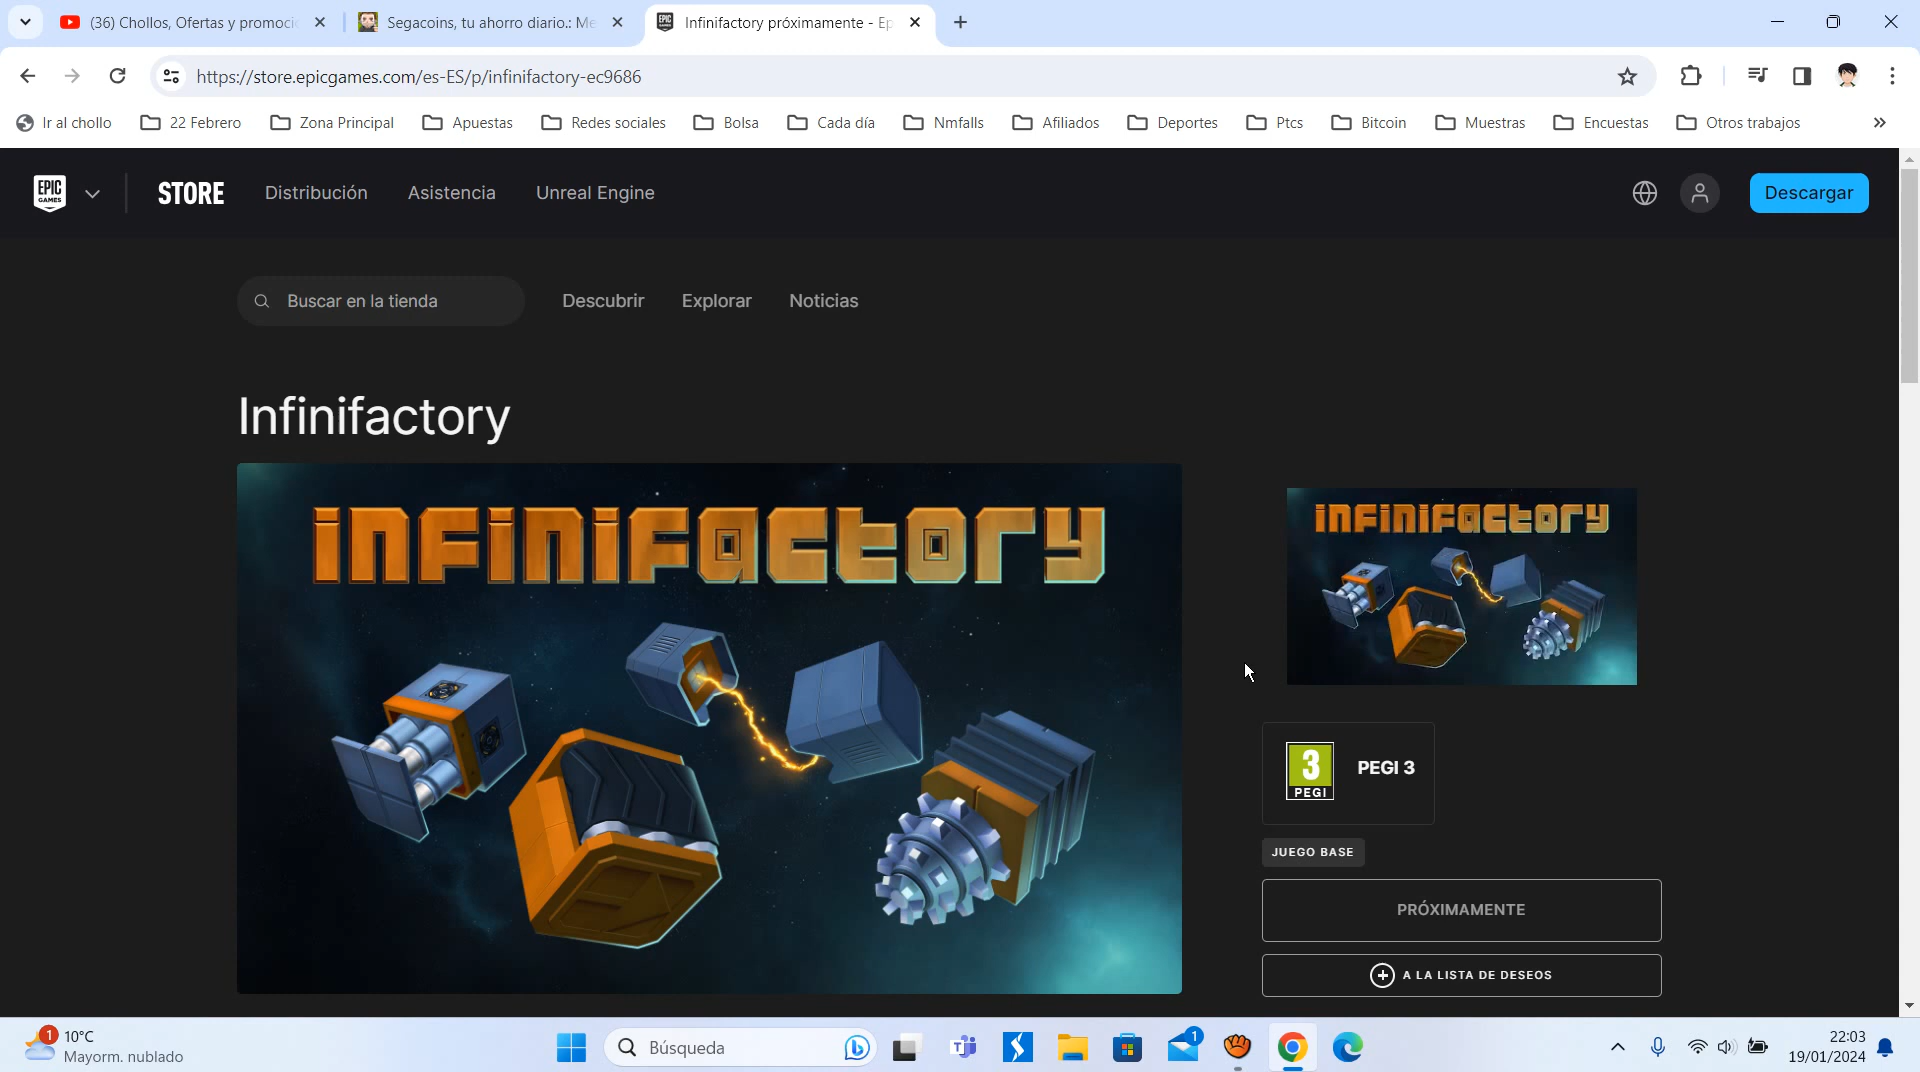 (36) Chollos, Ofertas y promocio
Segacoins, tu ahorro diario.: Me
Infinifactory próximamente - Ep
https://store.epicgames.com/es-ES/p/infinifactory-ec9686
Ir al chollo
22 Febrero
Zona Principal
Apuestas
Redes sociales
Bolsa
Cada día
Nmfalls
Afiliados
Deportes
Ptcs
Bitcoin
Muestras
Encuestas
Otros trabajos
EPIC
GAMES
STORE
Distribución
Asistencia
Unreal Engine
Descargar
Buscar en la tienda
Descubrir
Explorar
Noticias
Infinifactory
INFINIFACTORY
INFINIFACTORY
3
PEGI
PEGI 3
JUEGO BASE
PRÓXIMAMENTE
A LA LISTA DE DESEOS
1
10°C
Mayorm. nublado
Búsqueda
1
22:03
19/01/2024